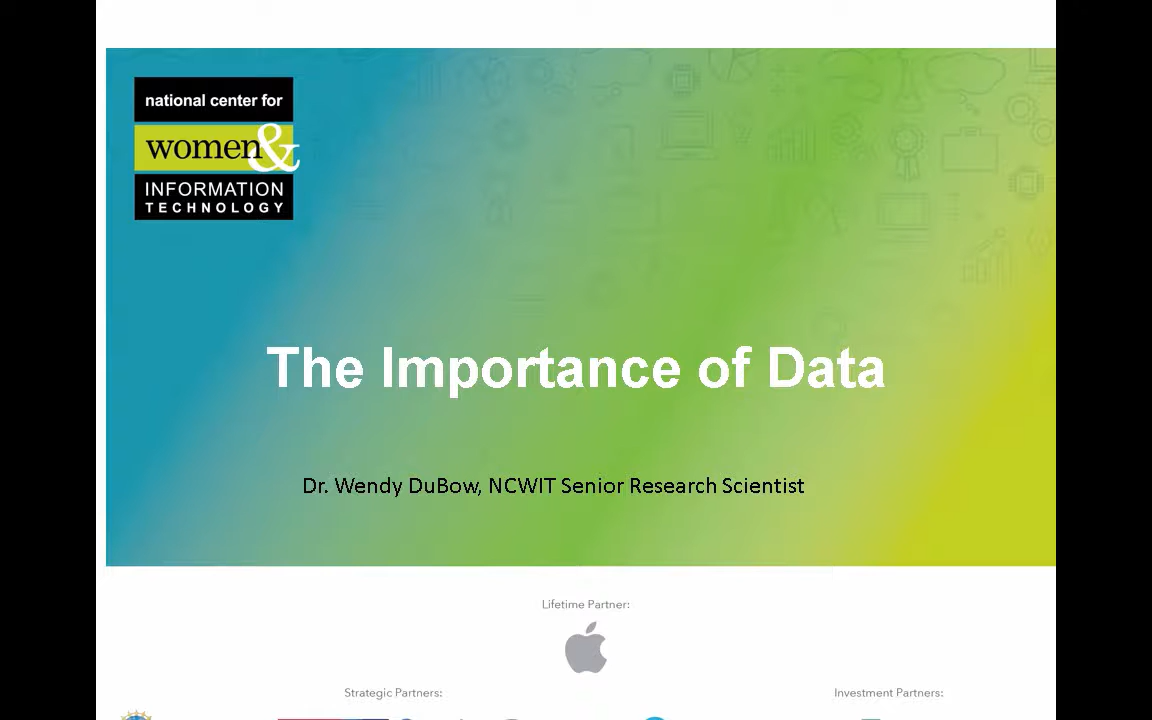 national center for
women&
INFORMATION
TECHNOLOGY
The Importance of Data
Dr. Wendy DuBow, NCWIT Senior Research Scientist
Lifetime Partner:
Strategic Partners:
Investment Partners: